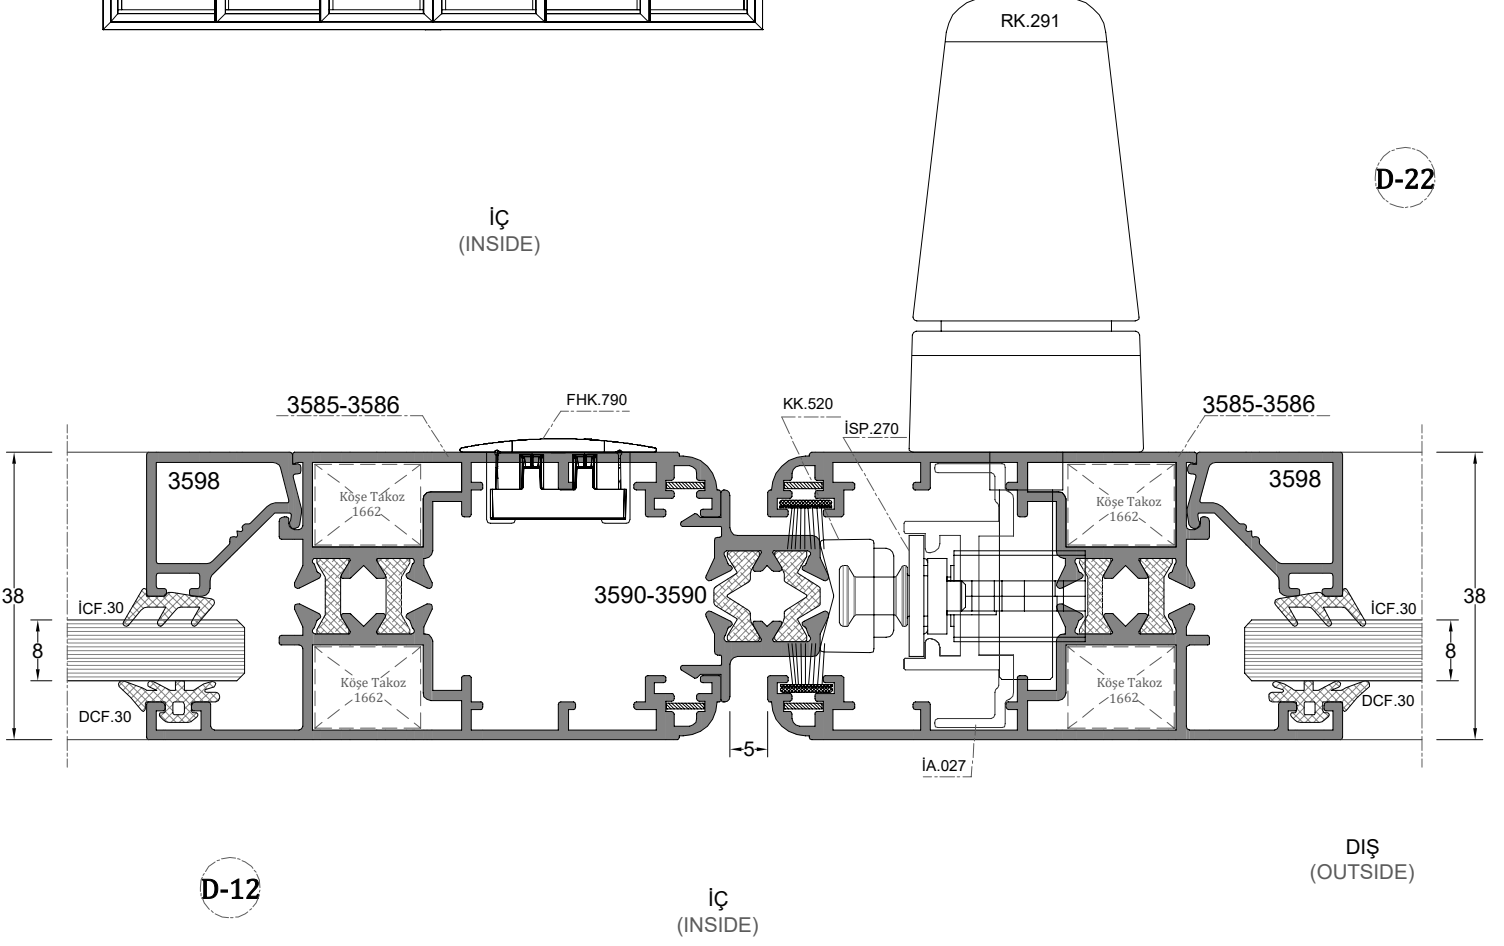 RK.291
D-22
İÇ
(INSIDE)
3585-3586
FHK.790
KK.520
İSP.270
3585-3586
3598
Köşe Takoz
1662
Köşe Takoz
1662
3598
38
İCF.30
8
DCF.30
3590-3590
Köşe Takoz
1662
Köşe Takoz
1662
İCF.30
38
8
DCF.30
5
İA.027
DIŞ
(OUTSIDE)
D-12
İÇ
(INSIDE)